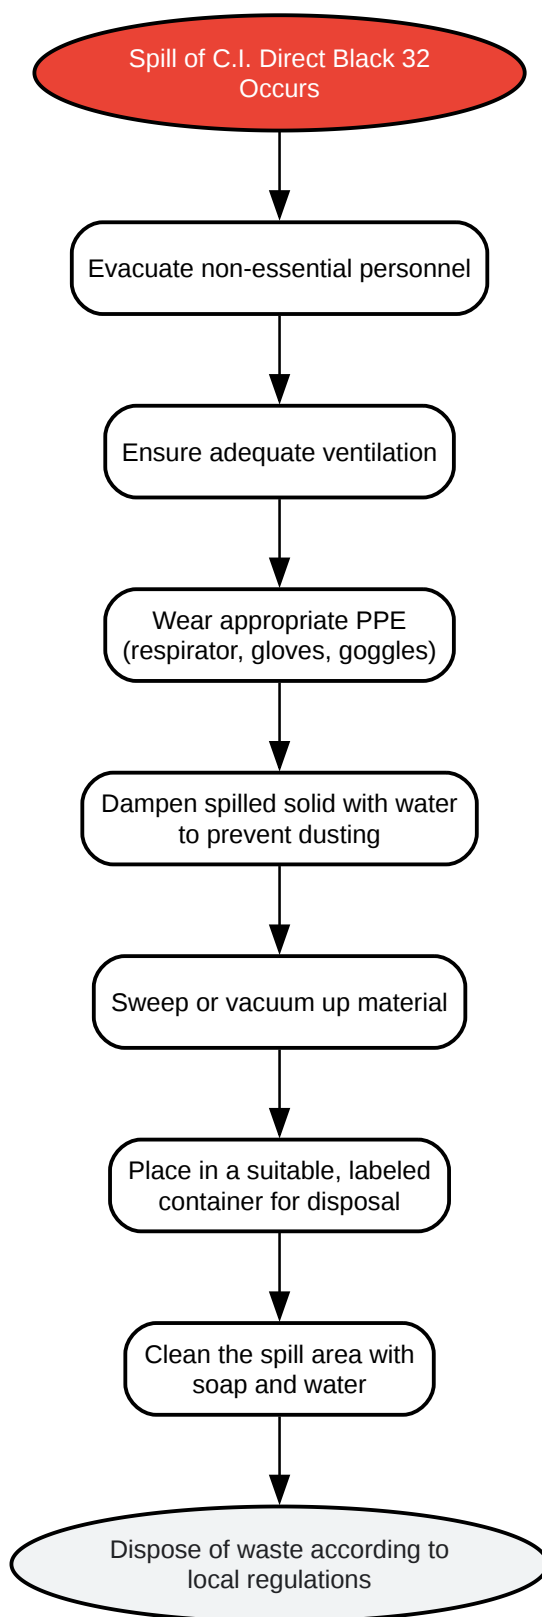 Spill of C.I. Direct Black 32
Occurs
Evacuate non-essential personnel
Ensure adequate ventilation
Wear appropriate PPE
(respirator, gloves, goggles)
Dampen spilled solid with water
to prevent dusting
Sweep or vacuum up material
Place in a suitable, labeled
container for disposal
Clean the spill area with
soap and water
Dispose of waste according to
local regulations